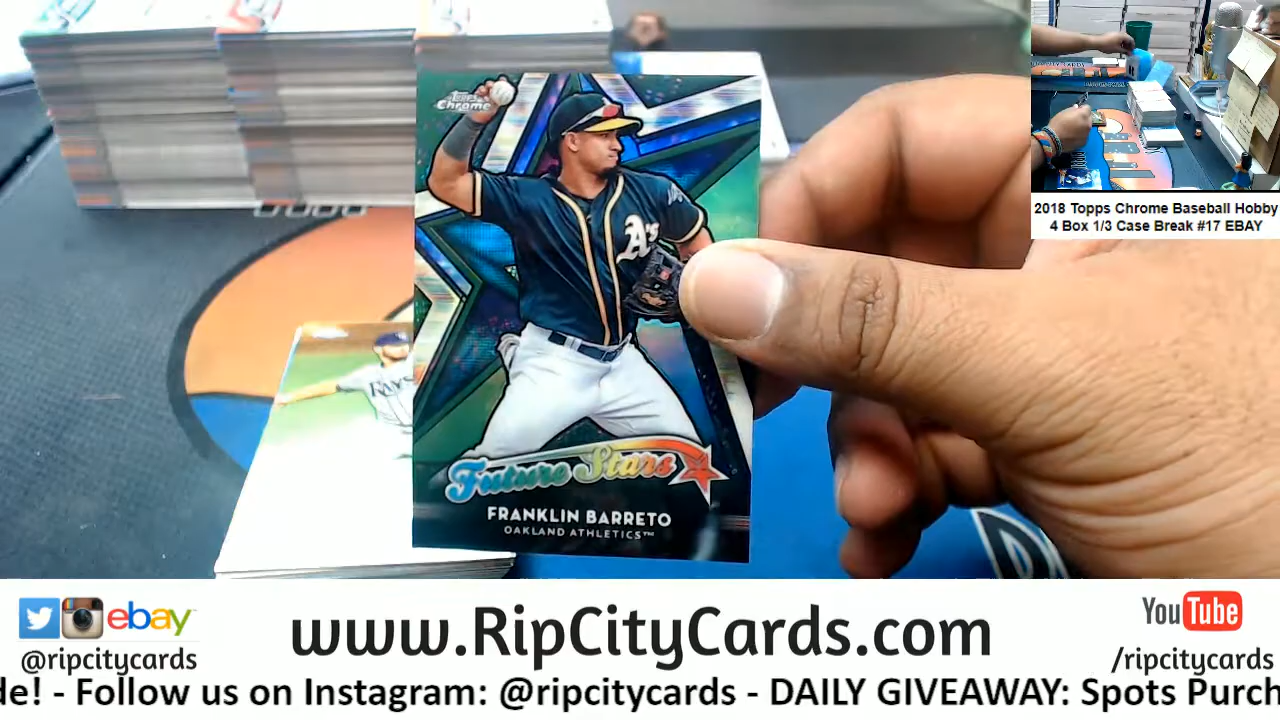 Topps
Chrome
A's
RAYS
Future Stars
FRANKLIN BARRETO
OAKLAND ATHLETICS™
2018 Topps Chrome Baseball Hobby
4 Box 1/3 Case Break #17 EBAY
ebay
@ripcitycards
www.RipCityCards.com
YouTube
/ripcitycards
de! - Follow us on Instagram: @ripcitycards - DAILY GIVEAWAY: Spots Purch